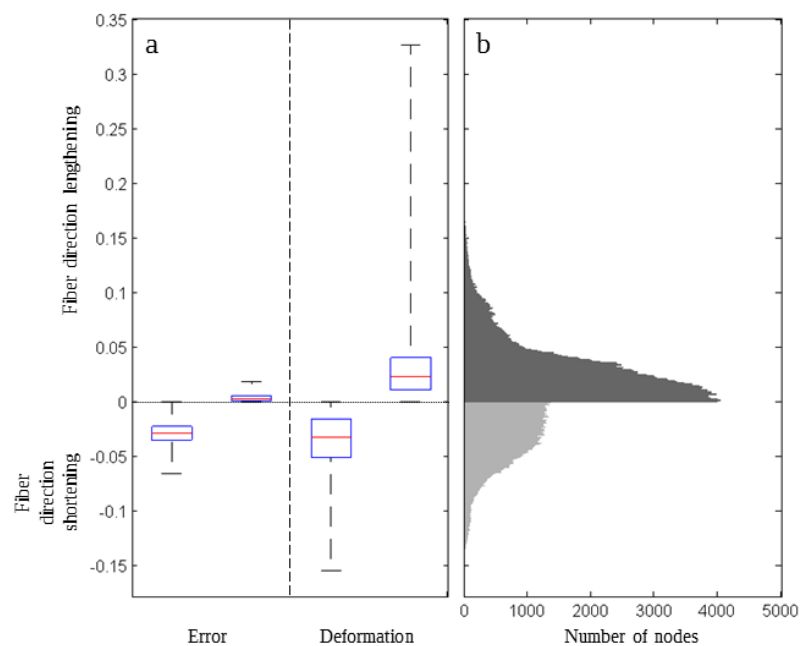 a
b
0.35
0.3
0.25
0.2
0.15
0.1
0.05
0
-0.05
-0.1
-0.15
Fiber direction lengthening
Fiber
direction
shortening
Error
Deformation
0
1000
2000
3000
4000
5000
Number of nodes